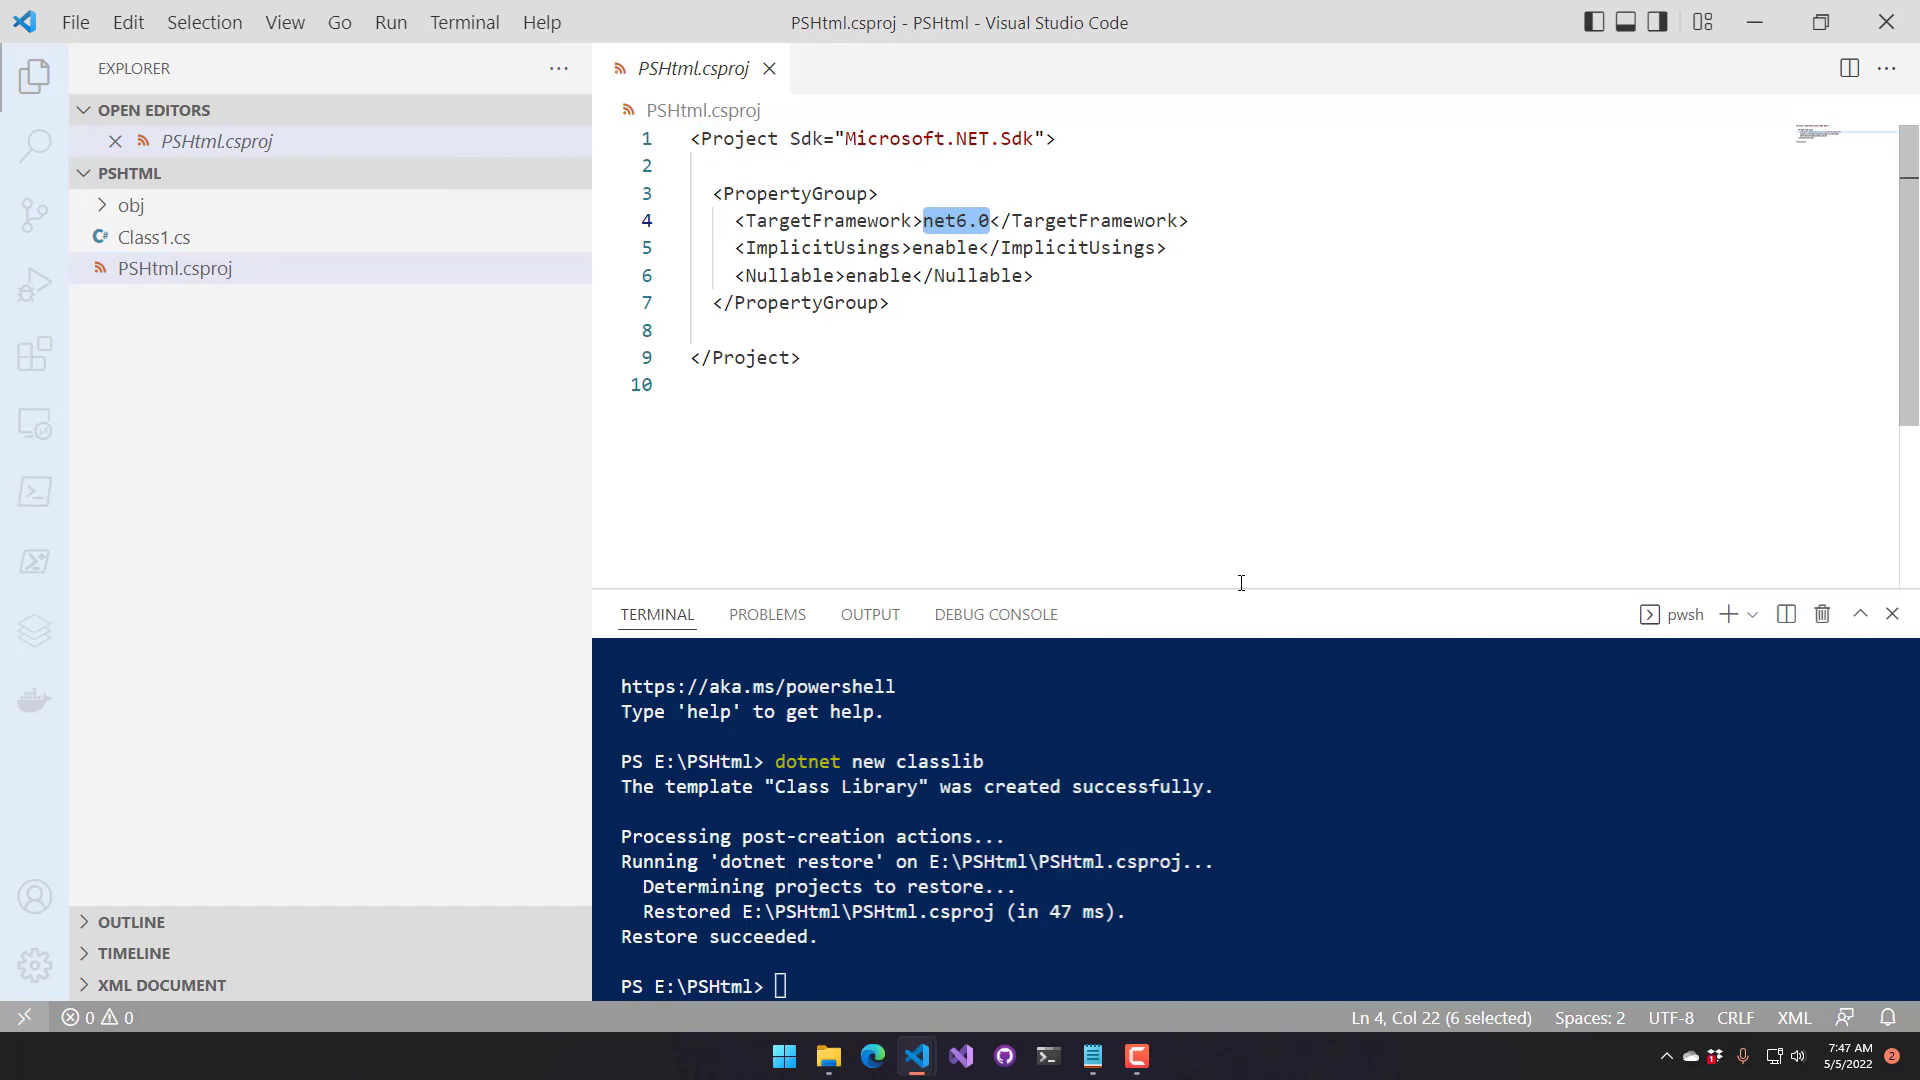 File Edit Selection View Go Run Terminal Help
PSHtml.csproj - PSHtml - Visual Studio Code
EXPLORER
OPEN EDITORS
PSHtml.csproj
PSHTML
obj
Class1.cs
PSHtml.csproj
OUTLINE
TIMELINE
XML DOCUMENT
PSHtml.csproj
PSHtml.csproj
1 <Project Sdk="Microsoft.NET.Sdk">
2
3 <PropertyGroup>
4 <TargetFramework>net6.0</TargetFramework>
5 <ImplicitUsings>enable</ImplicitUsings>
6 <Nullable>enable</Nullable>
7 </PropertyGroup>
8
9 </Project>
10
TERMINAL PROBLEMS OUTPUT DEBUG CONSOLE
pwsh
https://aka.ms/powershell
Type 'help' to get help.
PS E:\PSHtml> dotnet new classlib
The template "Class Library" was created successfully.
Processing post-creation actions...
Running 'dotnet restore' on E:\PSHtml\PSHtml.csproj...
Determining projects to restore...
Restored E:\PSHtml\PSHtml.csproj (in 47 ms).
Restore succeeded.
PS E:\PSHtml>
0 0
Ln 4, Col 22 (6 selected) Spaces: 2 UTF-8 CRLF XML
7:47 AM
5/5/2022
2